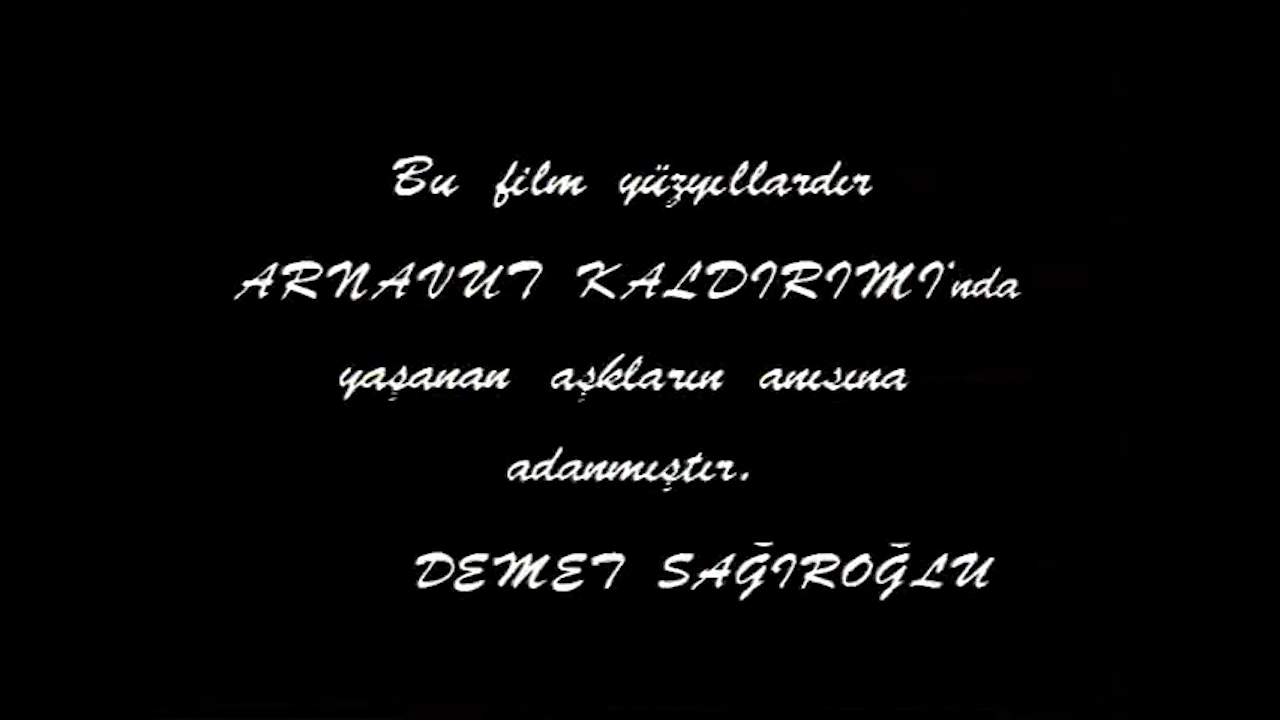 Bu film yüzyıllardır
ARNAVUT KALDIRIMI'nda
yaşanan aşkların anısına
adanmıştır.
DEMET SAĞIROĞLU